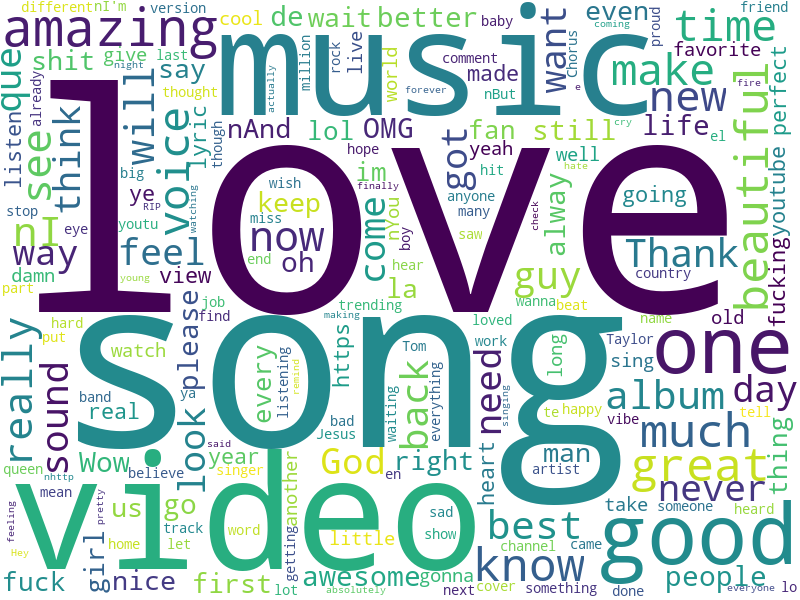 different nI'm version friend
amazing cool de wait better baby even time
shit give last rock live million comment made want Chorus coming proud
que night say world music make favorite
already thought actually forever new fire
listen will voice lyric nAnd lol OMG fan still life el
see think though hope yeah got well e cry beautiful perfect
stop big ye youtu wish im hit hate
nI eye RIP watching keep finally anyone many alway going youtube
way feel miss now come nYou boy saw check Thank
damn young view end oh hear guy country fucking
part love
job find trending la wanna beat name old
hard put please making https loved work Taylor one
really watch every Tom back everything long sing
sound band look ya listening remind waiting need singing te happy album day
real song bad Jesus vibe tell
queen Wow said year singer God right man much thing
nhttp mean believe another en heart artist great
us go sad best take someone never heard
feeling pretty girl track word little show channel came good
Hey home let getting video know people
fuck nice first lot awesome gonna next cover something done everyone lo
absolutely